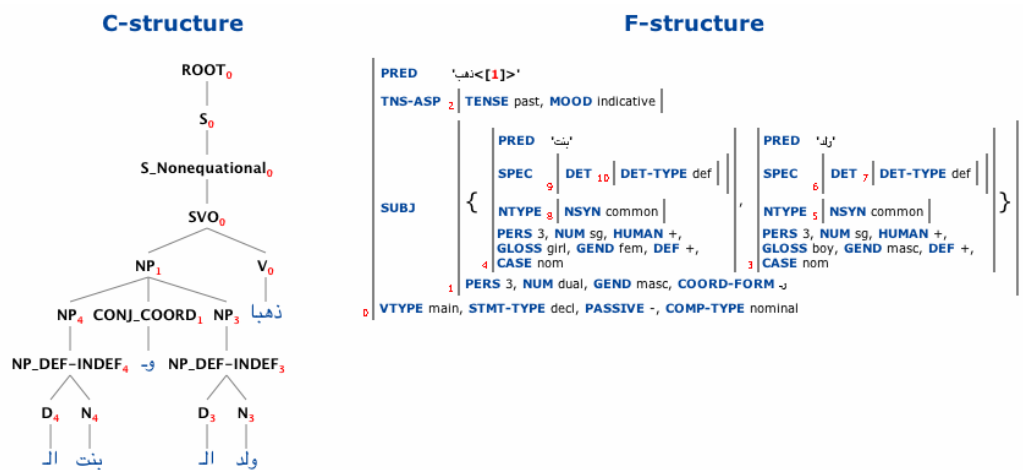 C-structure
F-structure
ROOT0
S0
S_Nonequational0
SVO0
NP1 V0
NP4 CONJ_COORD1 NP3 ذهبا
NP_DEF-INDEF4 و- NP_DEF-INDEF3
D4 N4 D3 N3
الـ بنت الـ ولد
PRED 'ذهب<[1]>'
TNS-ASP 2 TENSE past, MOOD indicative
SUBJ 1 {
PRED 'بنت'
SPEC 9 DET 10 DET-TYPE def
NTYPE 8 NSYN common
PERS 3, NUM sg, HUMAN +,
GLOSS girl, GEND fem, DEF +,
4 CASE nom
,
PRED 'ولد'
SPEC 6 DET 7 DET-TYPE def
NTYPE 5 NSYN common
PERS 3, NUM sg, HUMAN +,
GLOSS boy, GEND masc, DEF +,
3 CASE nom
}
PERS 3, NUM dual, GEND masc, COORD-FORM و-
0 VTYPE main, STMT-TYPE decl, PASSIVE -, COMP-TYPE nominal